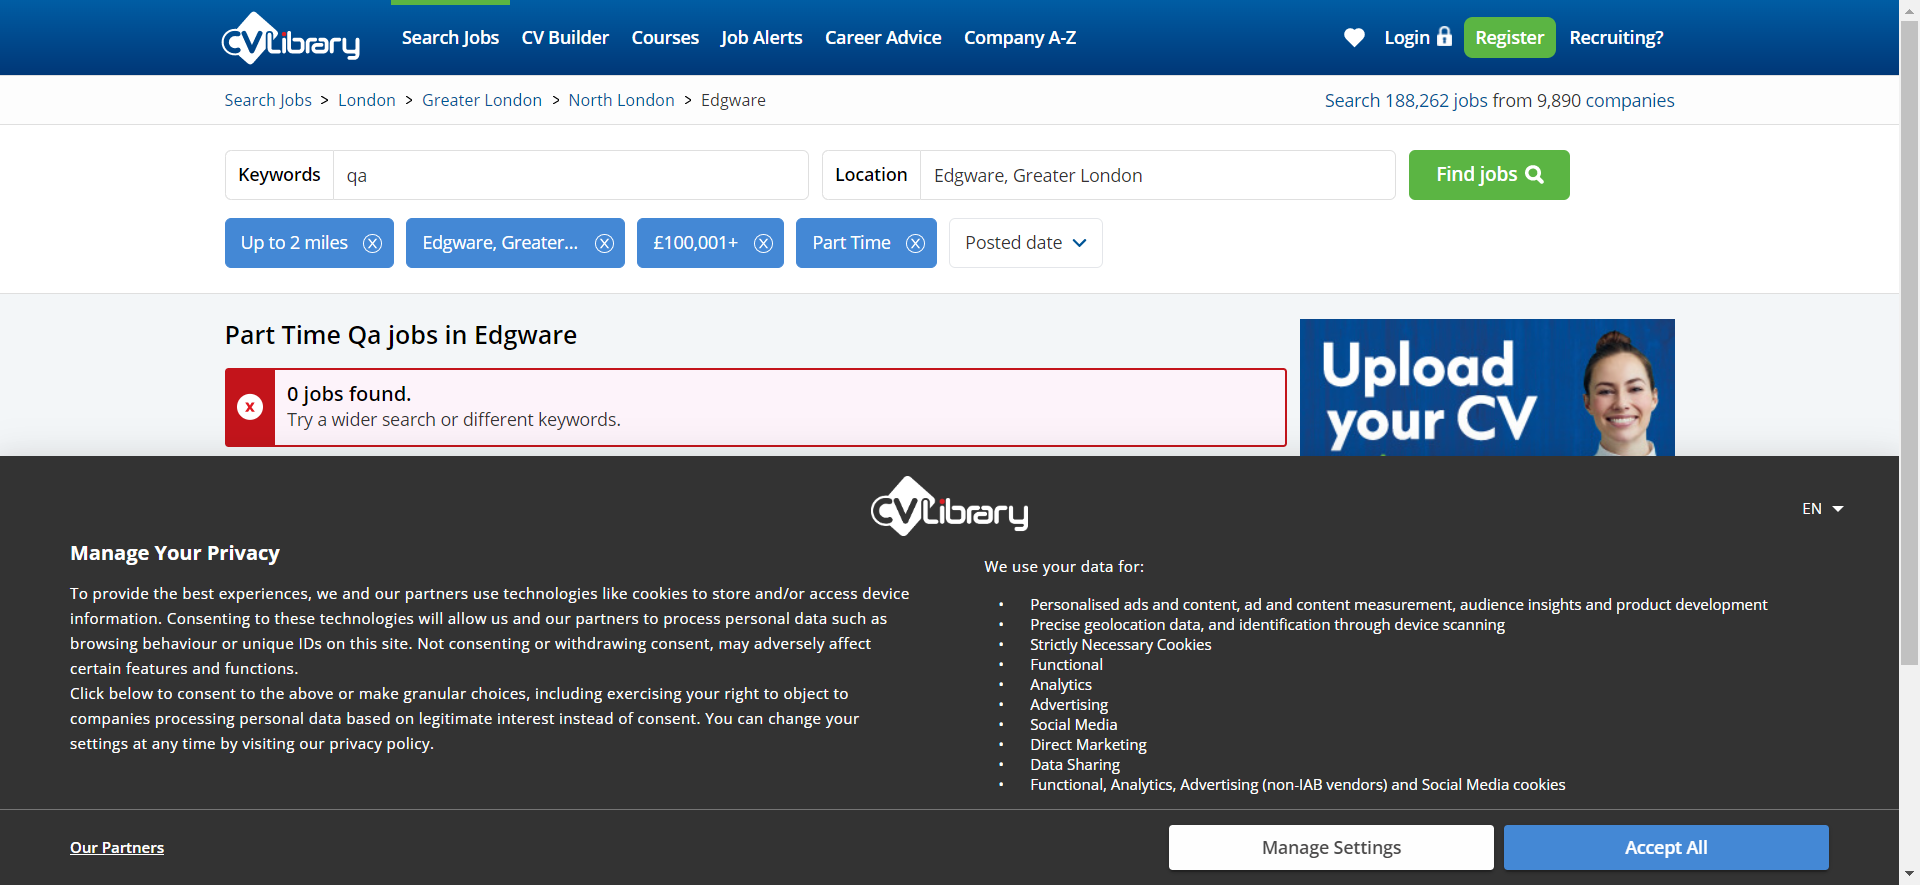 CVLibrary
Search Jobs CV Builder Courses Job Alerts Career Advice Company A-Z Login Register Recruiting?
Search Jobs > London > Greater London > North London > Edgware
Search 188,262 jobs from 9,890 companies
Keywords qa
Location Edgware, Greater London
Find jobs
Up to 2 miles Edgware, Greater... £100,001+ Part Time Posted date
Part Time Qa jobs in Edgware
0 jobs found.
Try a wider search or different keywords.
Upload
your CV
CVLibrary
EN
Manage Your Privacy
To provide the best experiences, we and our partners use technologies like cookies to store and/or access device
information. Consenting to these technologies will allow us and our partners to process personal data such as
browsing behaviour or unique IDs on this site. Not consenting or withdrawing consent, may adversely affect
certain features and functions.
Click below to consent to the above or make granular choices, including exercising your right to object to
companies processing personal data based on legitimate interest instead of consent. You can change your
settings at any time by visiting our privacy policy.
We use your data for:
• Personalised ads and content, ad and content measurement, audience insights and product development
• Precise geolocation data, and identification through device scanning
• Strictly Necessary Cookies
• Functional
• Analytics
• Advertising
• Social Media
• Direct Marketing
• Data Sharing
• Functional, Analytics, Advertising (non-IAB vendors) and Social Media cookies
Our Partners
Manage Settings
Accept All